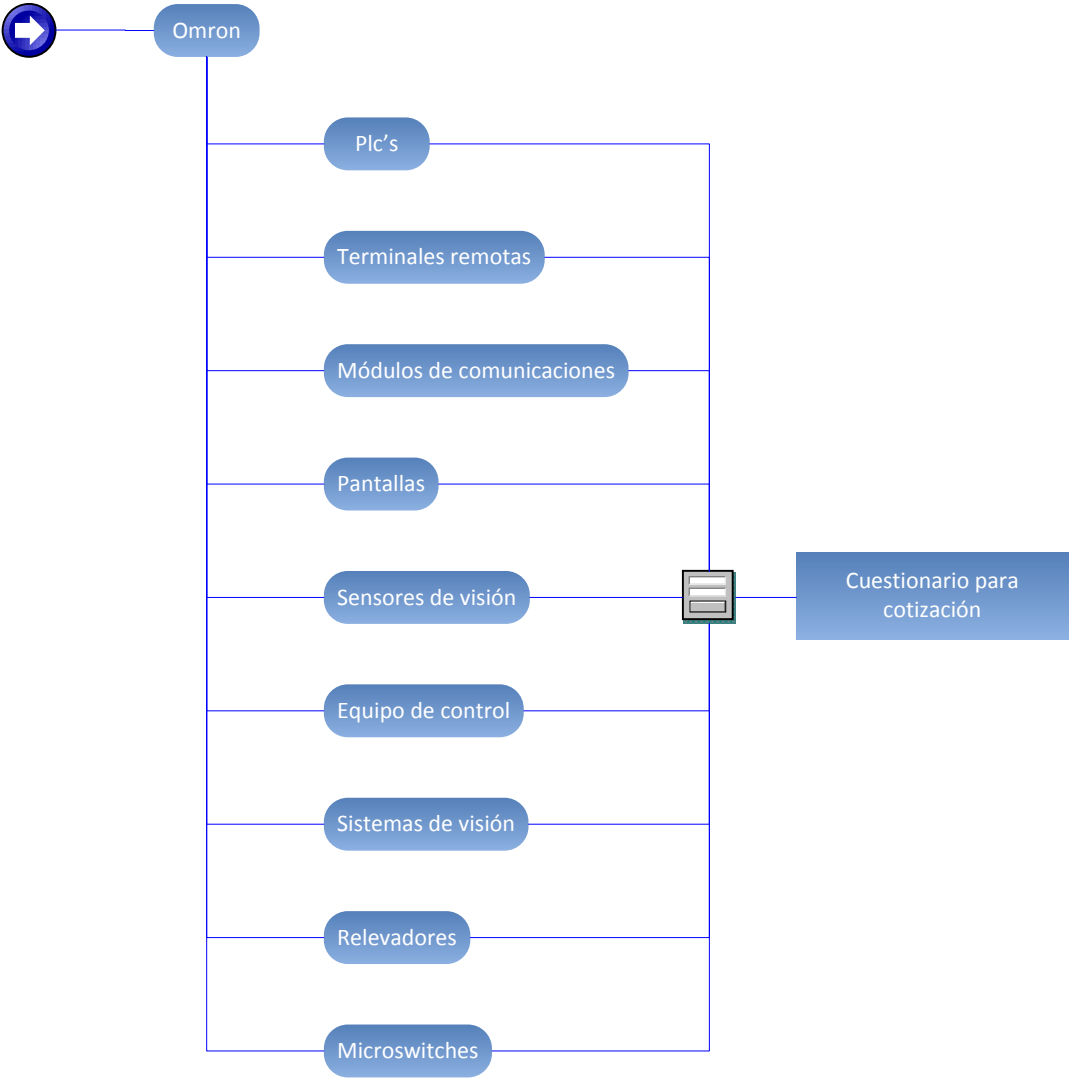 Omron
Plc’s
Terminales remotas
Módulos de comunicaciones
Pantallas
Sensores de visión
Cuestionario para
cotización
Equipo de control
Sistemas de visión
Relevadores
Microswitches